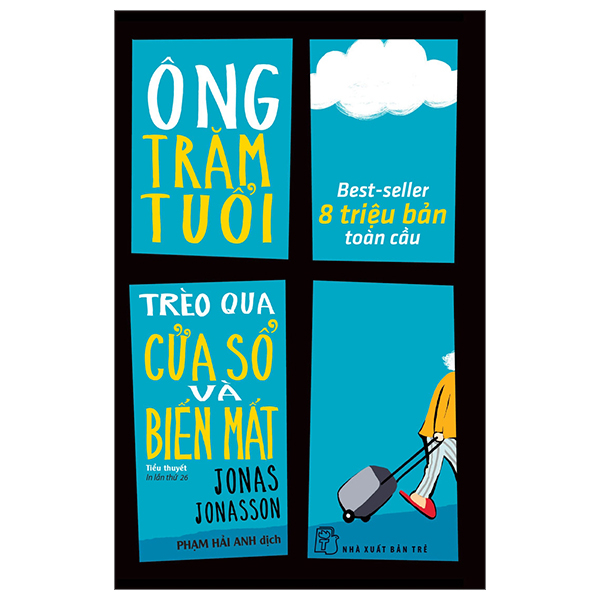 ÔNG
TRĂM
TUỔI
Best-seller
8 triệu bản
toàn cầu
TRÈO QUA
CỬA SỔ
VÀ
BIẾN MẤT
Tiểu thuyết
In lần thứ 26
JONAS
JONASSON
PHẠM HẢI ANH dịch
NHÀ XUẤT BẢN TRẺ